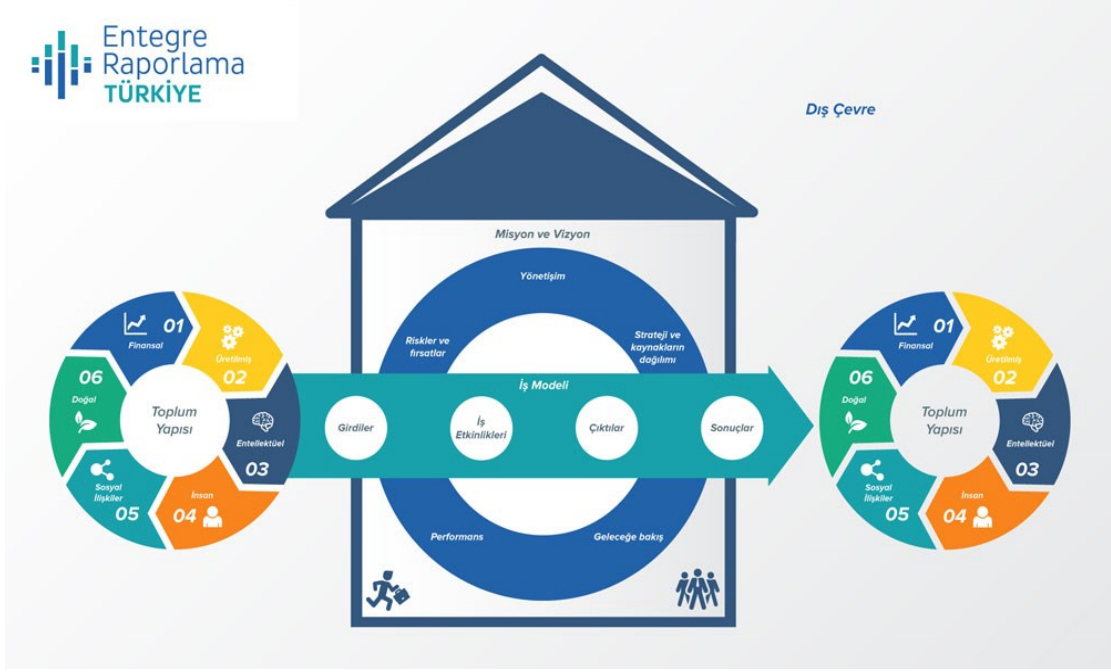 Entegre
Raporlama
TÜRKİYE
Dış Çevre
Misyon ve Vizyon
Yönetişim
Riskler ve
fırsatlar
Strateji ve
kaynakların
dağılımı
İş Modeli
Girdiler
İş
Etkinlikleri
Çıktılar
Sonuçlar
Performans
Geleceğe bakış
01
Finansal
Üretilmiş
02
Entellektüel
03
İnsan
04
Sosyal
İlişkiler
05
06
Doğal
Toplum
Yapısı
01
Finansal
Üretilmiş
02
Entellektüel
03
İnsan
04
Sosyal
İlişkiler
05
06
Doğal
Toplum
Yapısı